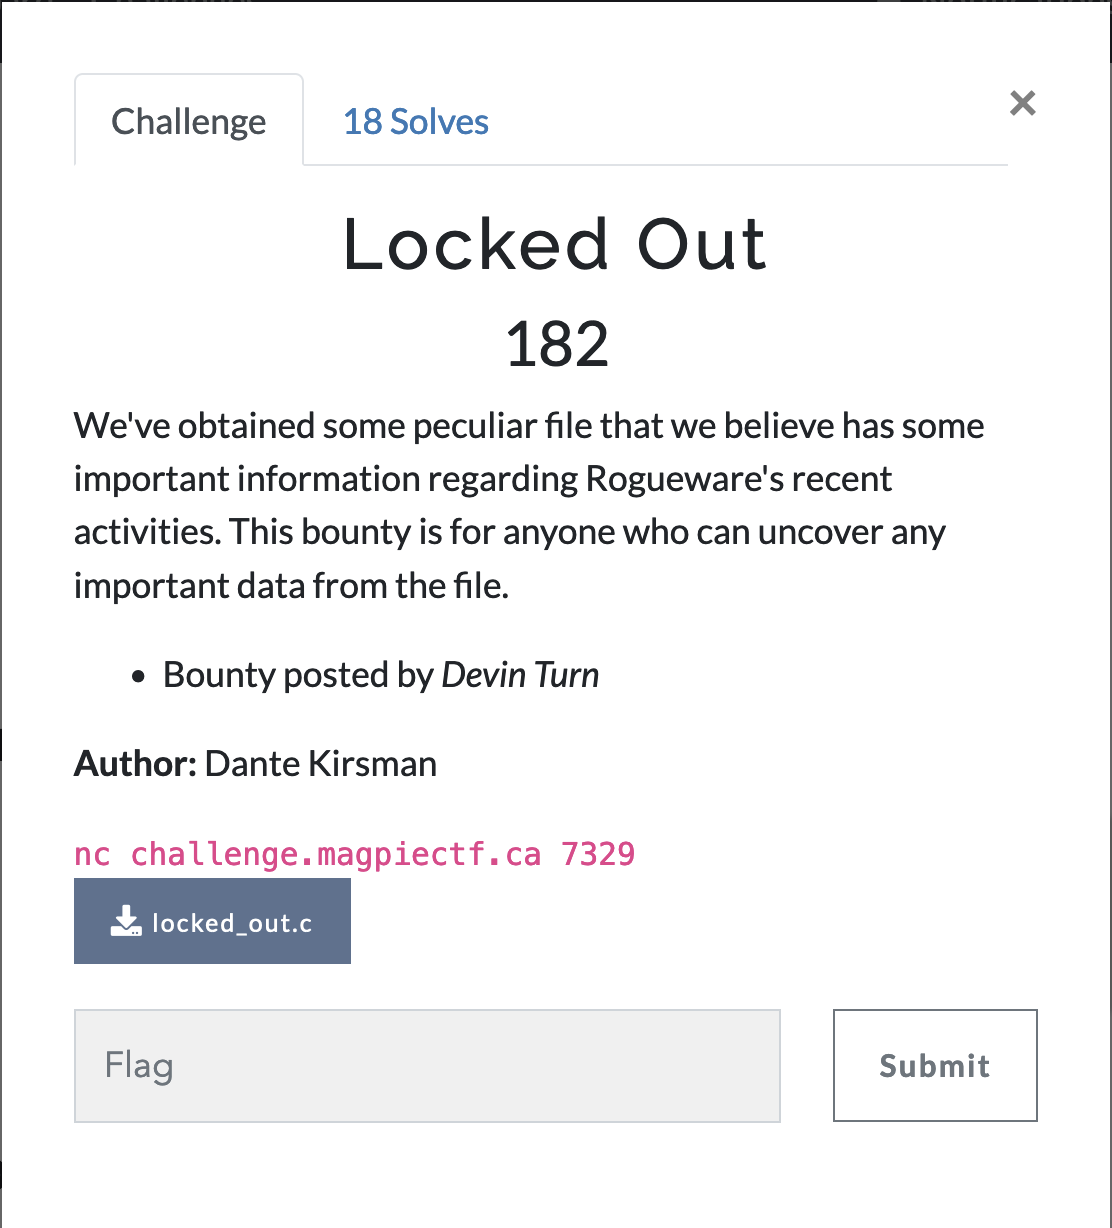 Challenge
18 Solves
×
Locked Out
182
We've obtained some peculiar file that we believe has some
important information regarding Rogueware's recent
activities. This bounty is for anyone who can uncover any
important data from the file.
• Bounty posted by Devin Turn
Author: Dante Kirsman
nc challenge.magpiectf.ca 7329
locked_out.c
Flag
Submit